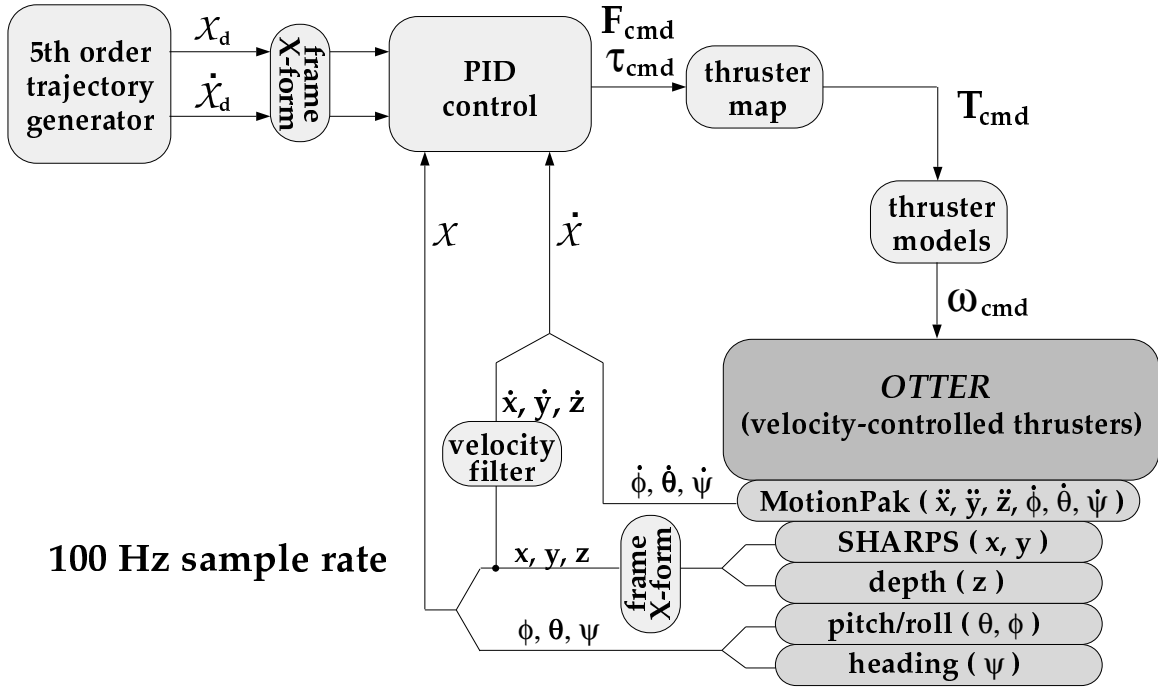 5th order
trajectory
generator
χd
χ̇d
frame
X-form
PID
control
Fcmd
τcmd
thruster
map
Tcmd
thruster
models
ωcmd
χ
χ̇
OTTER
(velocity-controlled thrusters)
ẋ, ẏ, ż
velocity
filter
ϕ̇, θ̇, ψ̇
MotionPak ( ẍ, ÿ, z̈, ϕ̇, θ̇, ψ̇ )
SHARPS ( x, y )
depth ( z )
pitch/roll ( θ, ϕ )
heading ( ψ )
x, y, z
frame
X-form
ϕ, θ, ψ
100 Hz sample rate